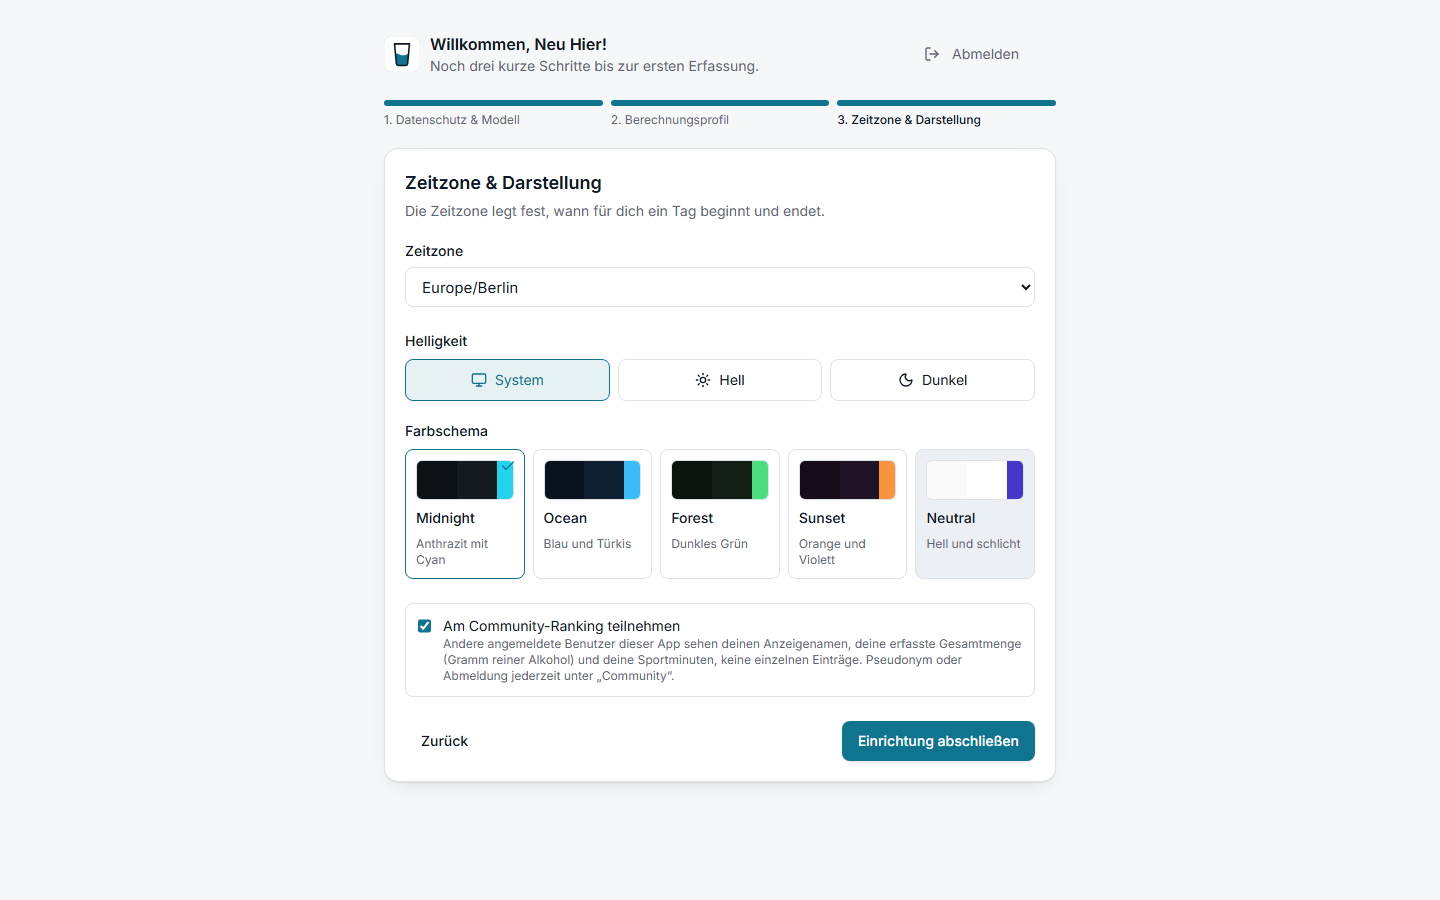 Willkommen, Neu Hier!
Noch drei kurze Schritte bis zur ersten Erfassung.
Abmelden
1. Datenschutz & Modell
2. Berechnungsprofil
3. Zeitzone & Darstellung
Zeitzone & Darstellung
Die Zeitzone legt fest, wann für dich ein Tag beginnt und endet.
Zeitzone
Europe/Berlin
Helligkeit
System
Hell
Dunkel
Farbschema
Midnight
Anthrazit mit
Cyan
Ocean
Blau und Türkis
Forest
Dunkles Grün
Sunset
Orange und
Violett
Neutral
Hell und schlicht
Am Community-Ranking teilnehmen
Andere angemeldete Benutzer dieser App sehen deinen Anzeigenamen, deine erfasste Gesamtmenge
(Gramm reiner Alkohol) und deine Sportminuten, keine einzelnen Einträge. Pseudonym oder
Abmeldung jederzeit unter „Community“.
Zurück
Einrichtung abschließen